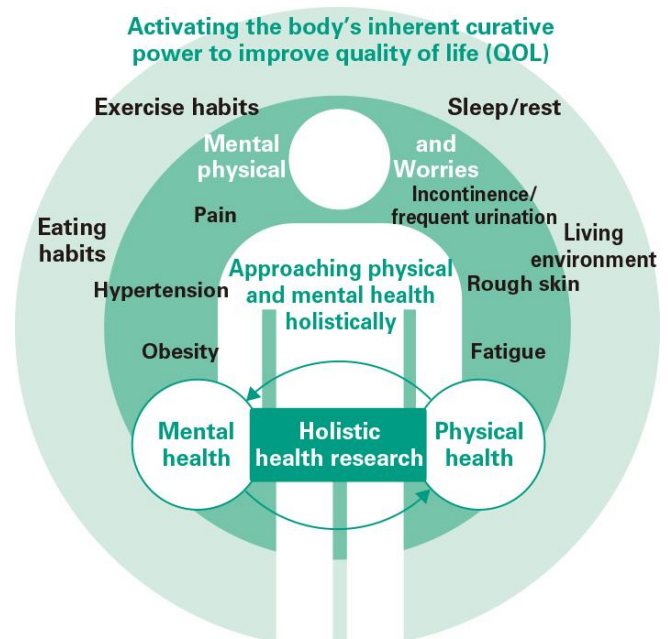 Activating the body's inherent curative
power to improve quality of life (QOL)
Exercise habits
Sleep/rest
Mental and
physical Worries
Pain
Incontinence/
frequent urination
Eating
habits
Living
environment
Hypertension
Approaching physical
and mental health
holistically
Rough skin
Obesity
Fatigue
Mental
health
Holistic
health research
Physical
health